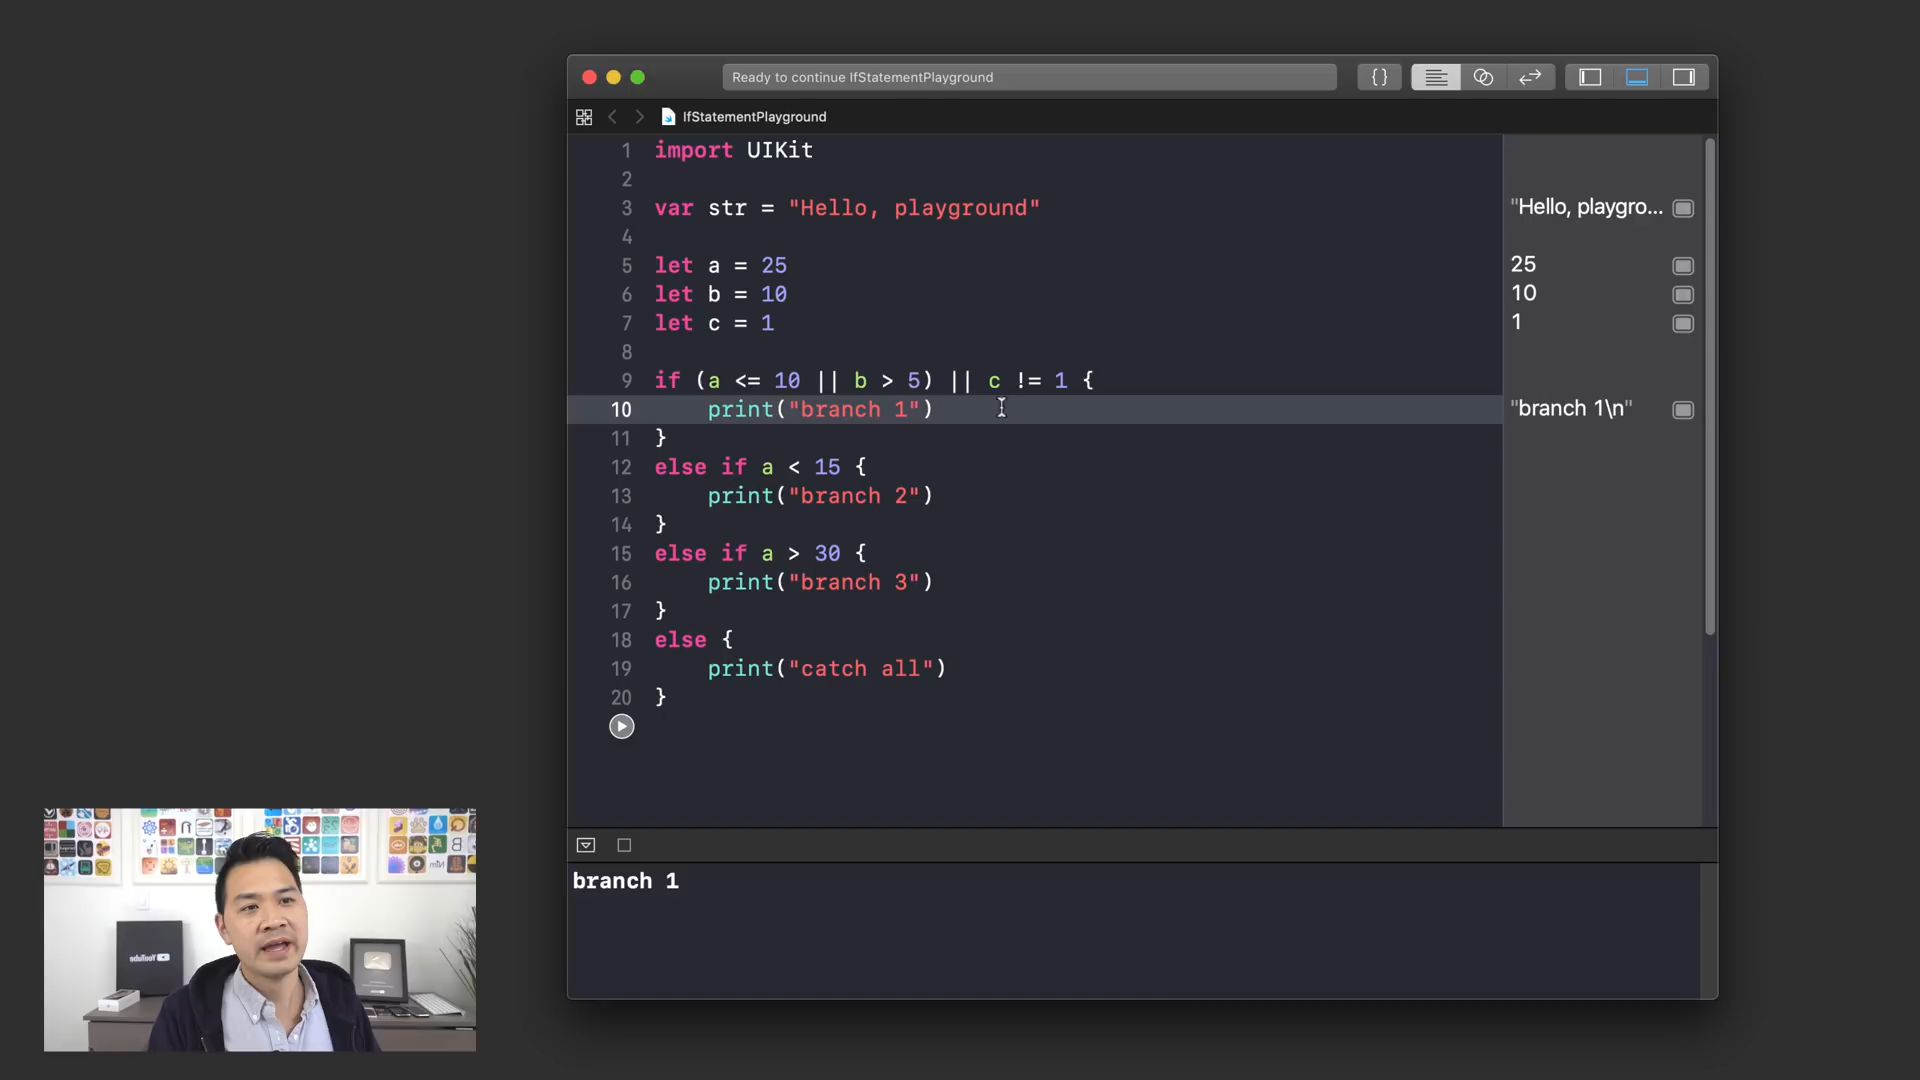 Ready to continue IfStatementPlayground
{}
IfStatementPlayground
1 import UIKit
2
3 var str = "Hello, playground"
"Hello, playgro...
4
5 let a = 25
25
6 let b = 10
10
7 let c = 1
1
8
9 if (a <= 10 || b > 5) || c != 1 {
10 print("branch 1")
"branch 1\n"
11 }
12 else if a < 15 {
13 print("branch 2")
14 }
15 else if a > 30 {
16 print("branch 3")
17 }
18 else {
19 print("catch all")
20 }
branch 1
YouTube